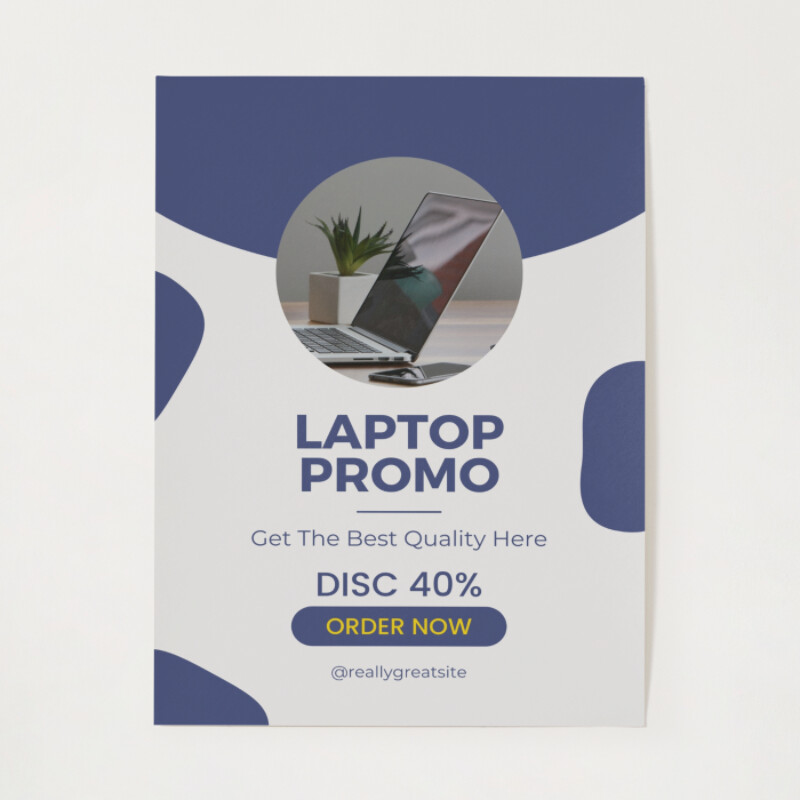 LAPTOP
PROMO
Get The Best Quality Here
DISC 40%
ORDER NOW
@reallygreatsite